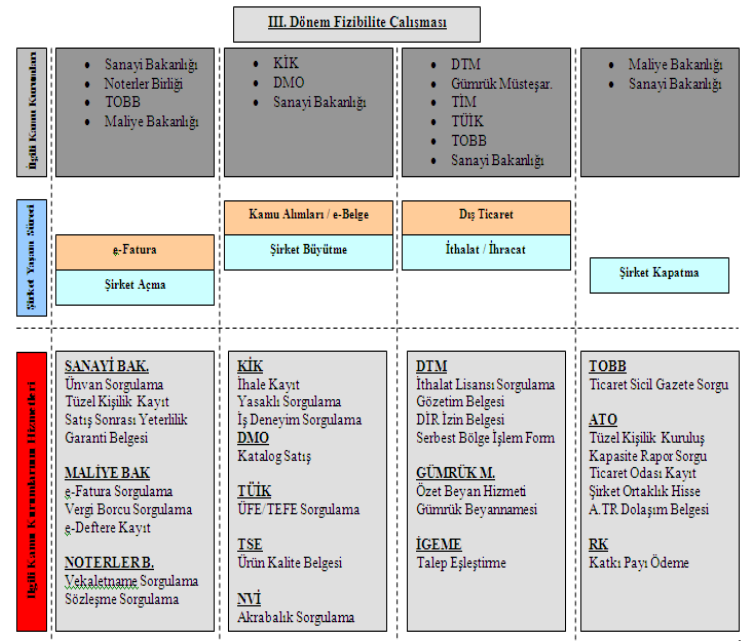 III. Dönem Fizibilite Calışması
İlgili Kamu Kurumları
• Sanayi Bakanlığı
• Noterler Birliği
• TOBB
• Maliye Bakanlığı
• KİK
• DMO
• Sanayi Bakanlığı
• DTM
• Gümrük Müsteşar.
• TİM
• TÜİK
• TOBB
• Sanayi Bakanlığı
• Maliye Bakanlığı
• Sanayi Bakanlığı
Şirket Yaşam Süreci
e-Fatura
Şirket Açma
Kamu Alımları / e-Belge
Şirket Büyütme
Dış Ticaret
İthalat / İhracat
Şirket Kapatma
İlgili Kamu Kurumlarının Hizmetleri
SANAYİ BAK.
Ünvan Sorgulama
Tüzel Kişilik Kayıt
Satış Sonrası Yeterlilik
Garanti Belgesi
MALİYE BAK
e-Fatura Sorgulama
Vergi Borcu Sorgulama
e-Deftere Kayıt
NOTERLER B.
Vekaletname Sorgulama
Sözleşme Sorgulama
KİK
İhale Kayıt
Yasaklı Sorgulama
İş Deneyim Sorgulama
DMO
Katalog Satış
TÜİK
ÜFE/TEFE Sorgulama
TSE
Ürün Kalite Belgesi
NVİ
Akrabalık Sorgulama
DTM
İthalat Lisansı Sorgulama
Gözetim Belgesi
DİR İzin Belgesi
Serbest Bölge İşlem Form
GÜMRÜK M.
Özet Beyan Hizmeti
Gümrük Beyannamesi
İGEME
Talep Eşleştirme
TOBB
Ticaret Sicil Gazete Sorgu
ATO
Tüzel Kişilik Kuruluş
Kapasite Rapor Sorgu
Ticaret Odası Kayıt
Şirket Ortaklık Hisse
A.TR Dolaşım Belgesi
RK
Katkı Payı Ödeme